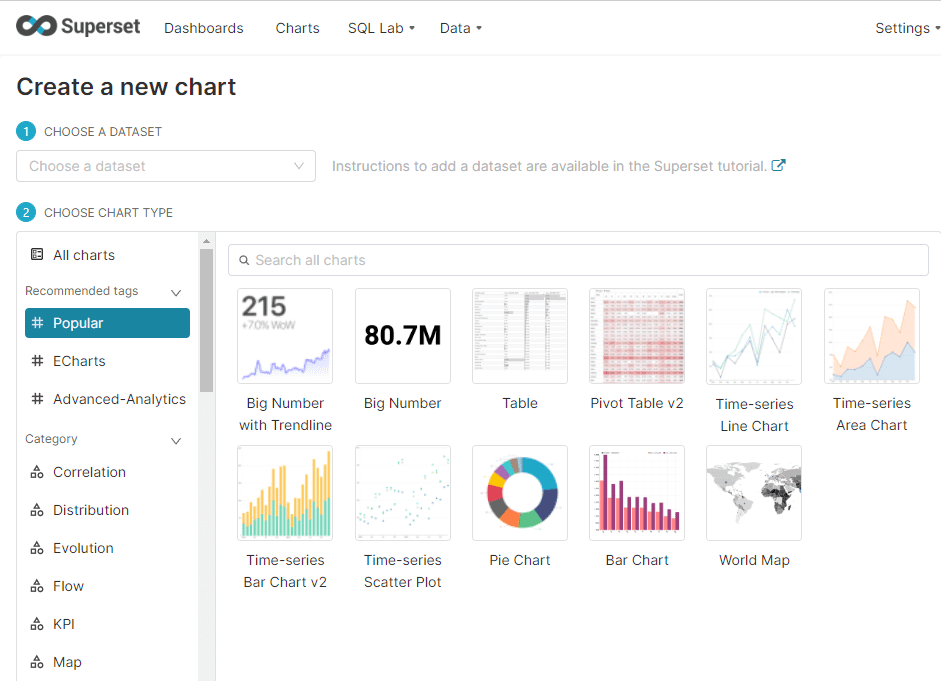 Superset Dashboards Charts SQL Lab Data Settings
Create a new chart
1 CHOOSE A DATASET
Choose a dataset Instructions to add a dataset are available in the Superset tutorial.
2 CHOOSE CHART TYPE
All charts
Recommended tags
# Popular
# ECharts
# Advanced-Analytics
Category
Correlation
Distribution
Evolution
Flow
KPI
Map
Search all charts
215
+7.0% WoW
80.7M
Big Number
with Trendline
Big Number
Table
Pivot Table v2
Time-series
Line Chart
Time-series
Area Chart
Time-series
Bar Chart v2
Time-series
Scatter Plot
Pie Chart
Bar Chart
World Map